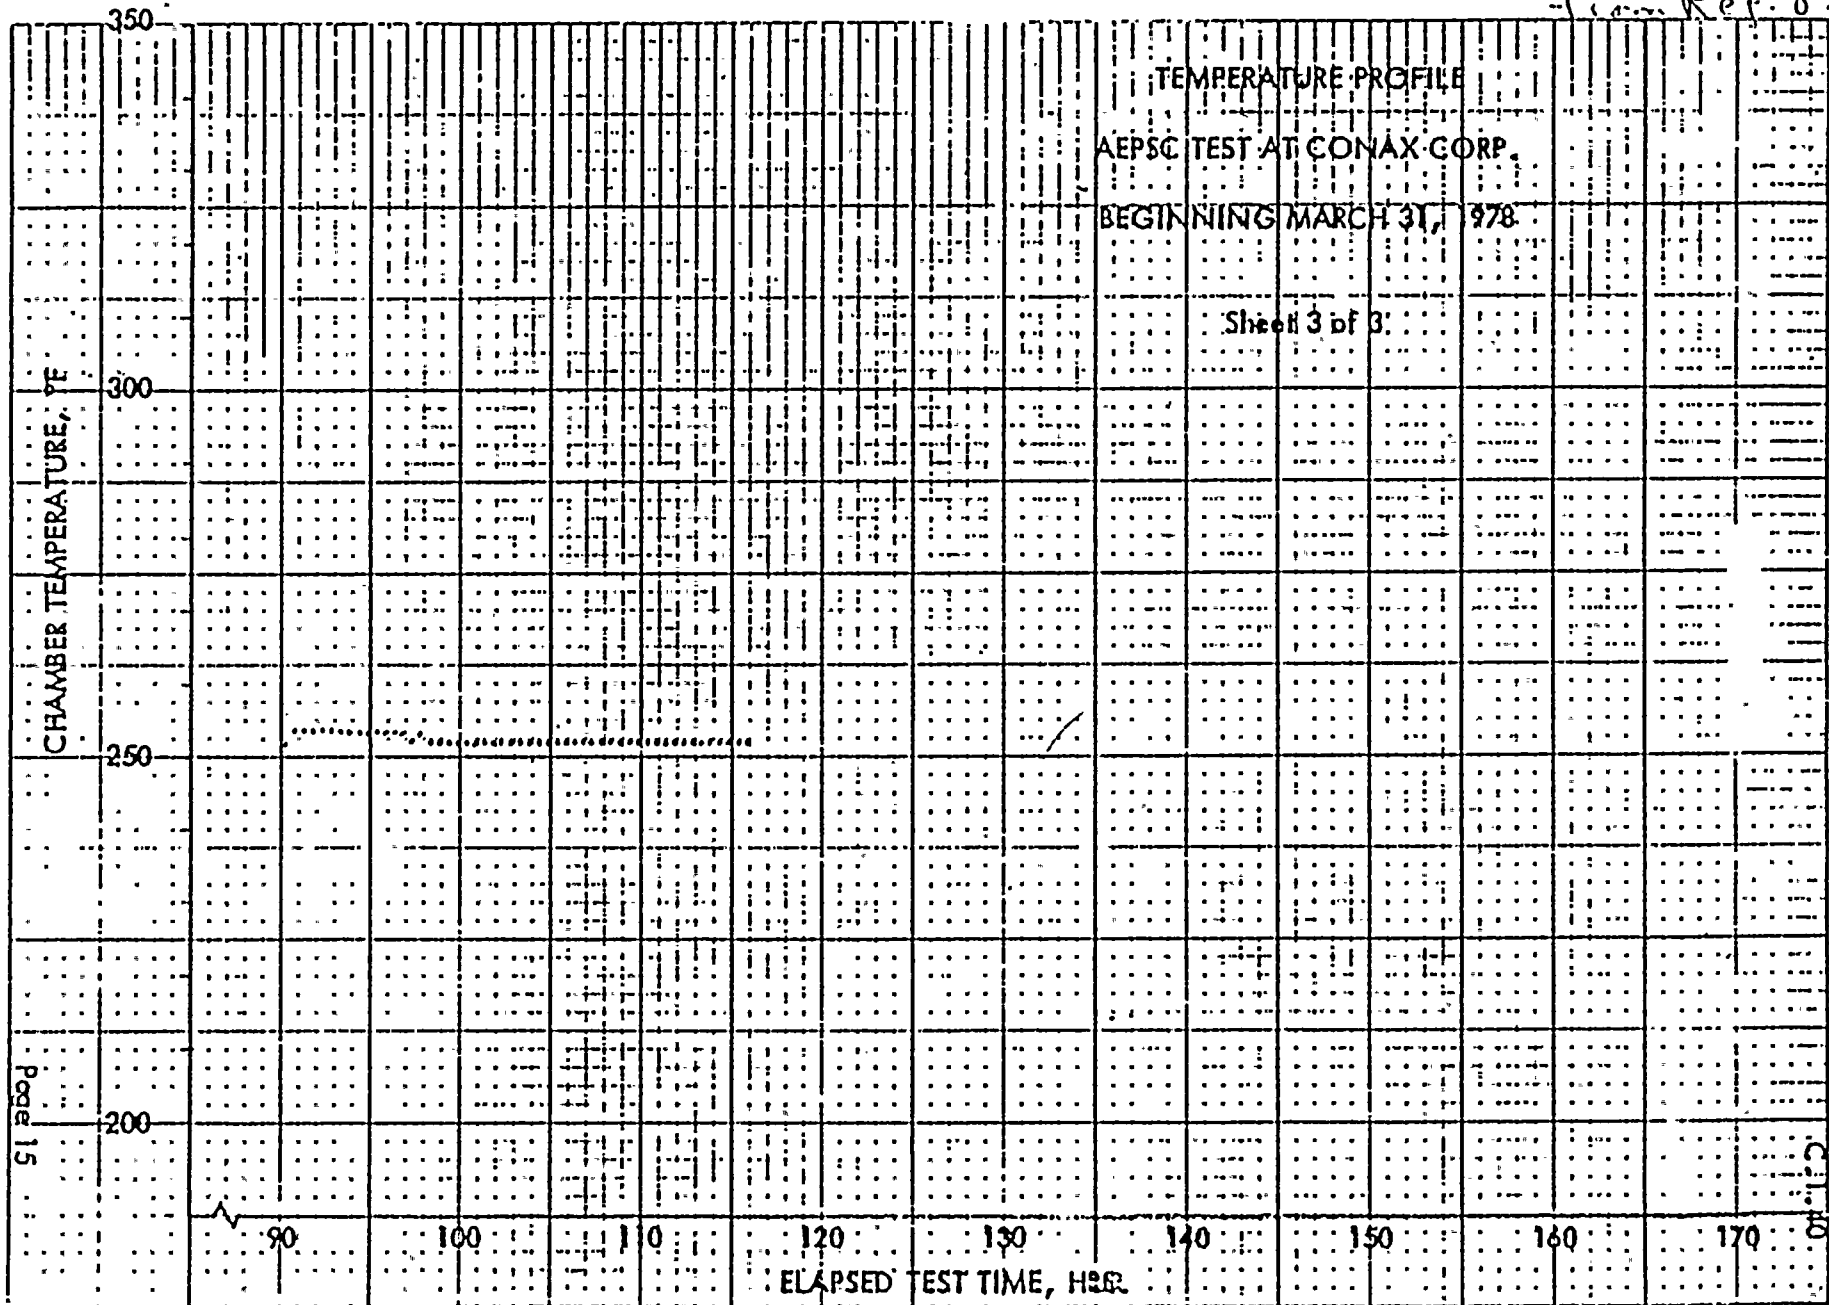 TEMPERATURE PROFILE
AEPSC TEST AT CONAX CORP.
BEGINNING MARCH 31, 1978
Sheet 3 of 3
CHAMBER TEMPERATURE, °F
350
300
250
200
90 100 110 120 130 140 150 160 170
ELAPSED TEST TIME,
Page 15